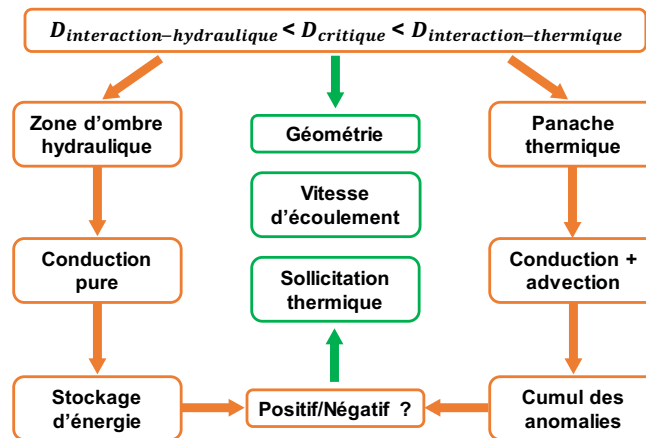 D_interaction−hydraulique < D_critique < D_interaction−thermique
Zone d’ombre
hydraulique
Géométrie
Panache
thermique
Vitesse
d’écoulement
Conduction
pure
Sollicitation
thermique
Conduction +
advection
Stockage
d’énergie
Positif/Négatif ?
Cumul des
anomalies